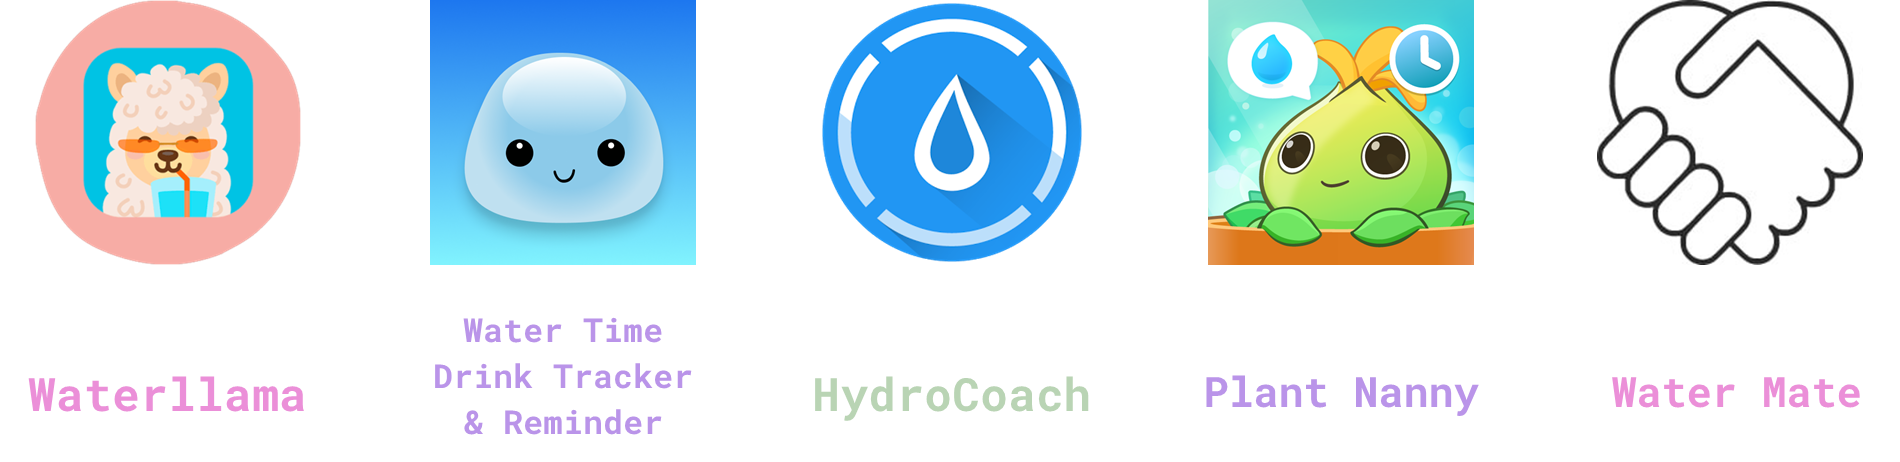 Waterllama
Water Time
Drink Tracker
& Reminder
HydroCoach
Plant Nanny
Water Mate